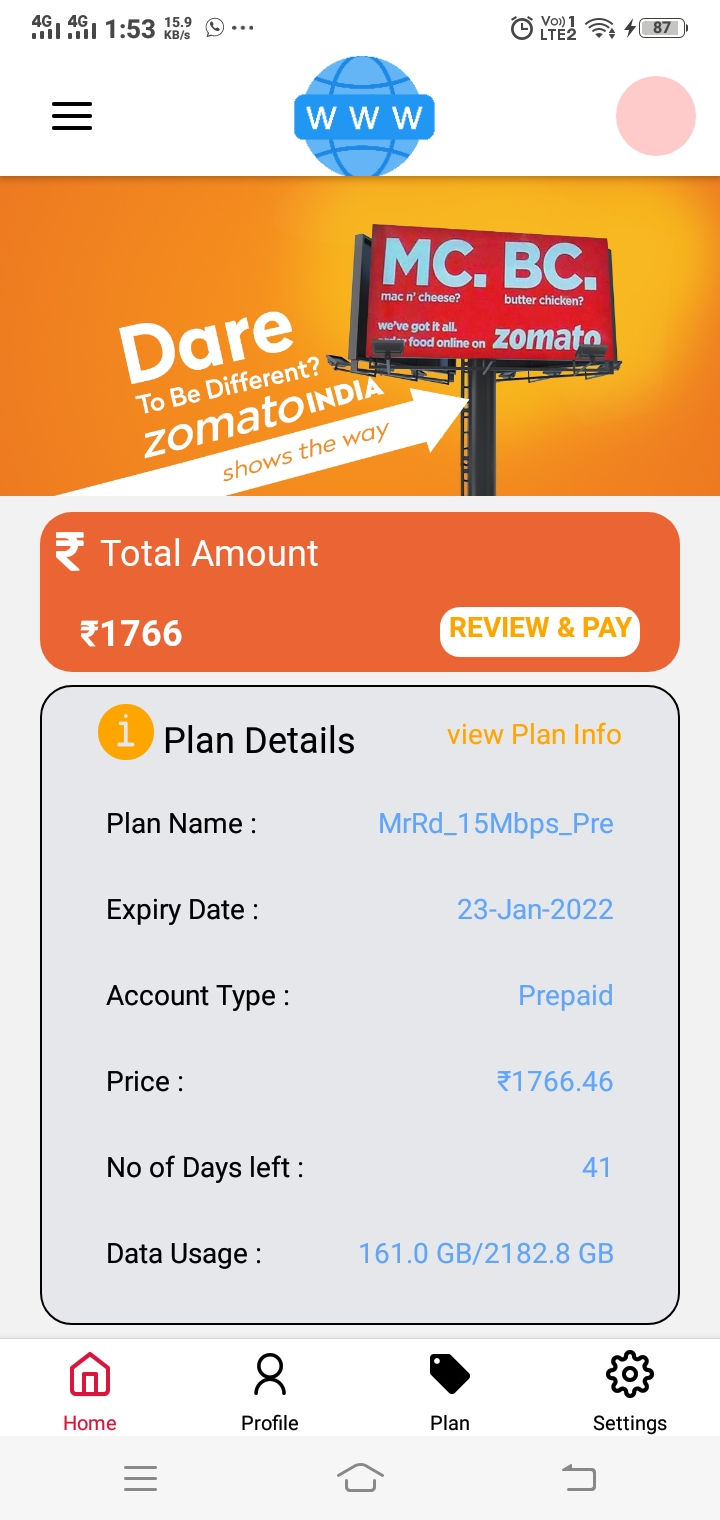 4G 4G 1:53 15.9 KB/s ... Vo) 1 LTE2 87
W W W
MC. BC.
mac n' cheese? butter chicken?
we've got it all.
order food online on zomato
Dare
To Be Different?
zomato INDIA
shows the way
₹ Total Amount
₹1766 REVIEW & PAY
i Plan Details view Plan Info
Plan Name : MrRd_15Mbps_Pre
Expiry Date : 23-Jan-2022
Account Type : Prepaid
Price : ₹1766.46
No of Days left : 41
Data Usage : 161.0 GB/2182.8 GB
Home Profile Plan Settings